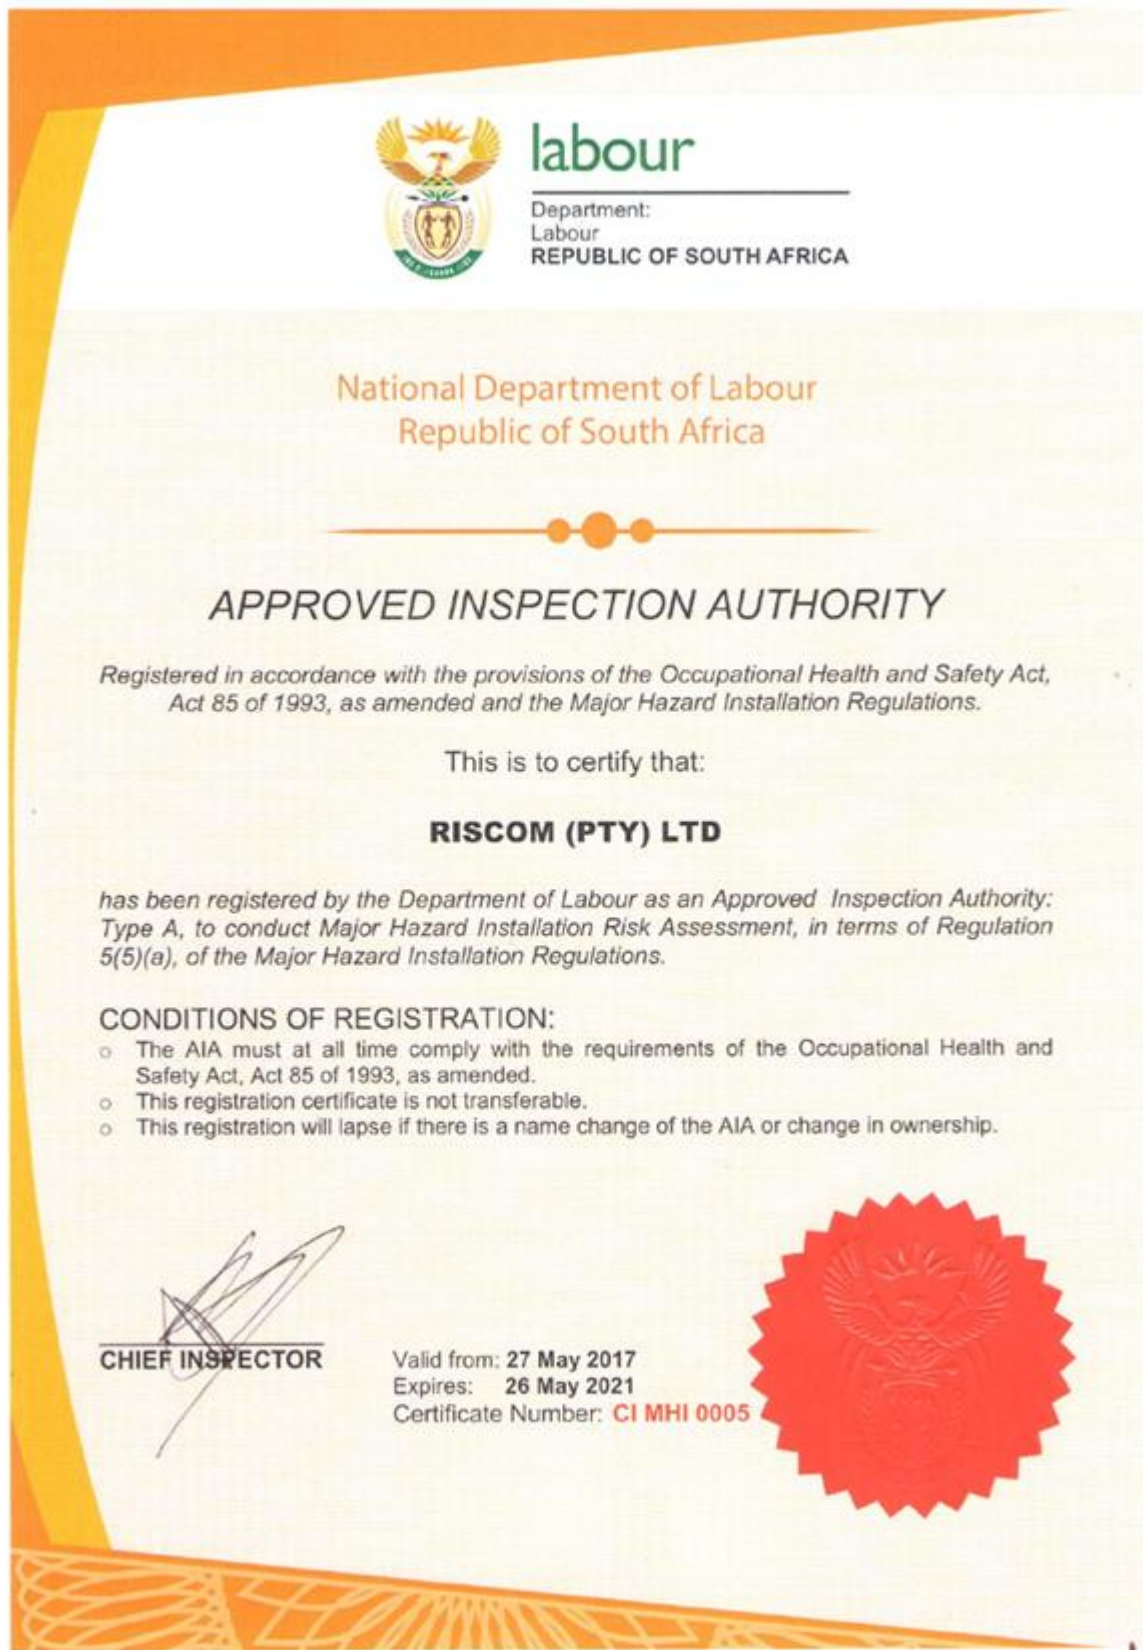 labour
Department:
Labour
REPUBLIC OF SOUTH AFRICA
National Department of Labour
Republic of South Africa
APPROVED INSPECTION AUTHORITY
Registered in accordance with the provisions of the Occupational Health and Safety Act,
Act 85 of 1993, as amended and the Major Hazard Installation Regulations.
This is to certify that:
RISCOM (PTY) LTD
has been registered by the Department of Labour as an Approved Inspection Authority:
Type A, to conduct Major Hazard Installation Risk Assessment, in terms of Regulation
5(5)(a), of the Major Hazard Installation Regulations.
CONDITIONS OF REGISTRATION:
o The AIA must at all time comply with the requirements of the Occupational Health and
Safety Act, Act 85 of 1993, as amended.
o This registration certificate is not transferable.
o This registration will lapse if there is a name change of the AIA or change in ownership.
CHIEF INSPECTOR
Valid from: 27 May 2017
Expires: 26 May 2021
Certificate Number: CI MHI 0005